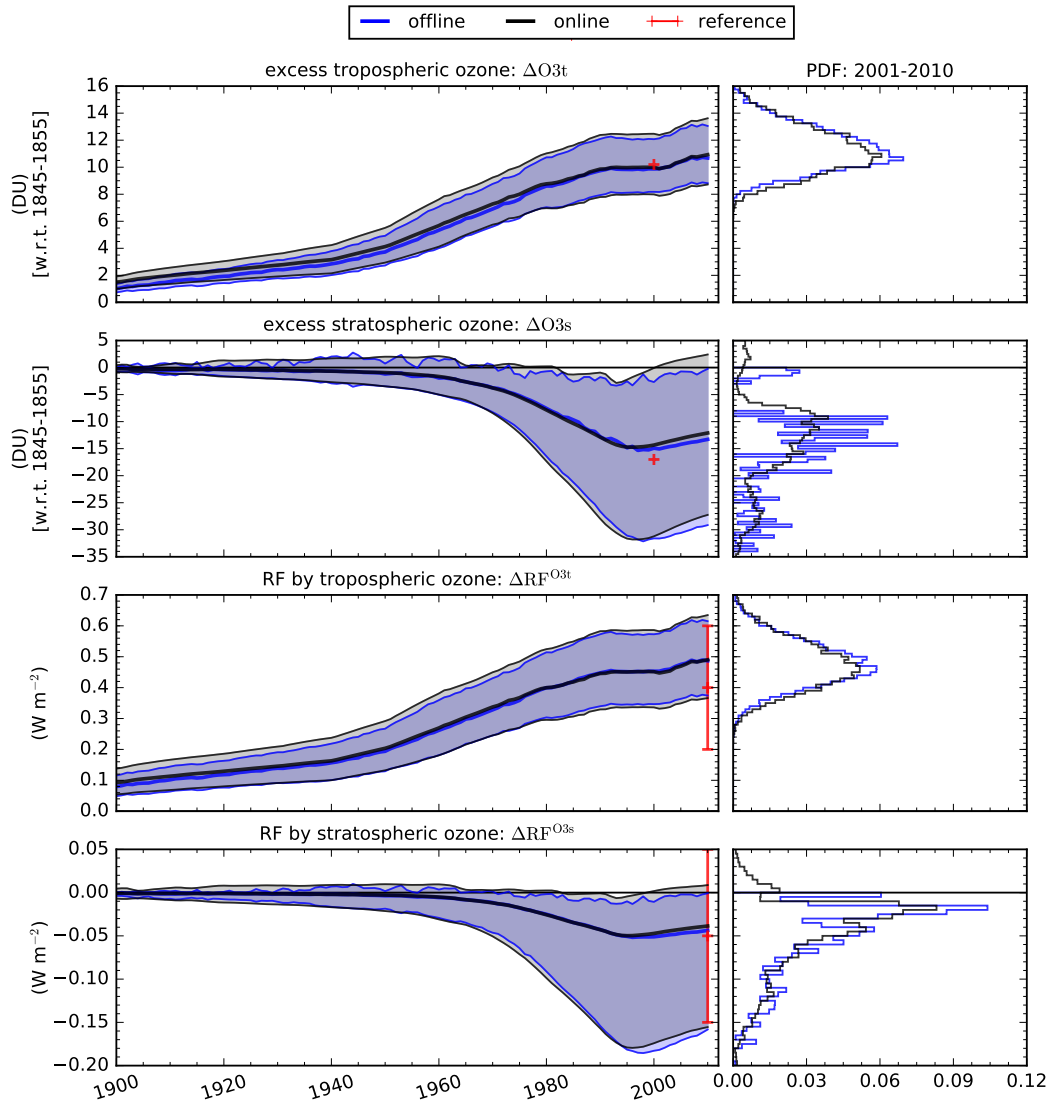 offline online reference
excess tropospheric ozone: ΔO3t
PDF: 2001-2010
(DU)
[w.r.t. 1845-1855]
16
14
12
10
8
6
4
2
0
excess stratospheric ozone: ΔO3s
(DU)
[w.r.t. 1845-1855]
0
−5
−10
−15
−20
−25
−30
−35
RF by tropospheric ozone: ΔRF^O3t
(W m⁻²)
0.7
0.6
0.5
0.4
0.3
0.2
0.1
0.0
RF by stratospheric ozone: ΔRF^O3s
(W m⁻²)
0.05
0.00
−0.05
−0.10
−0.15
−0.20
1900 1920 1940 1960 1980 2000
0.00 0.03 0.06 0.09 0.12